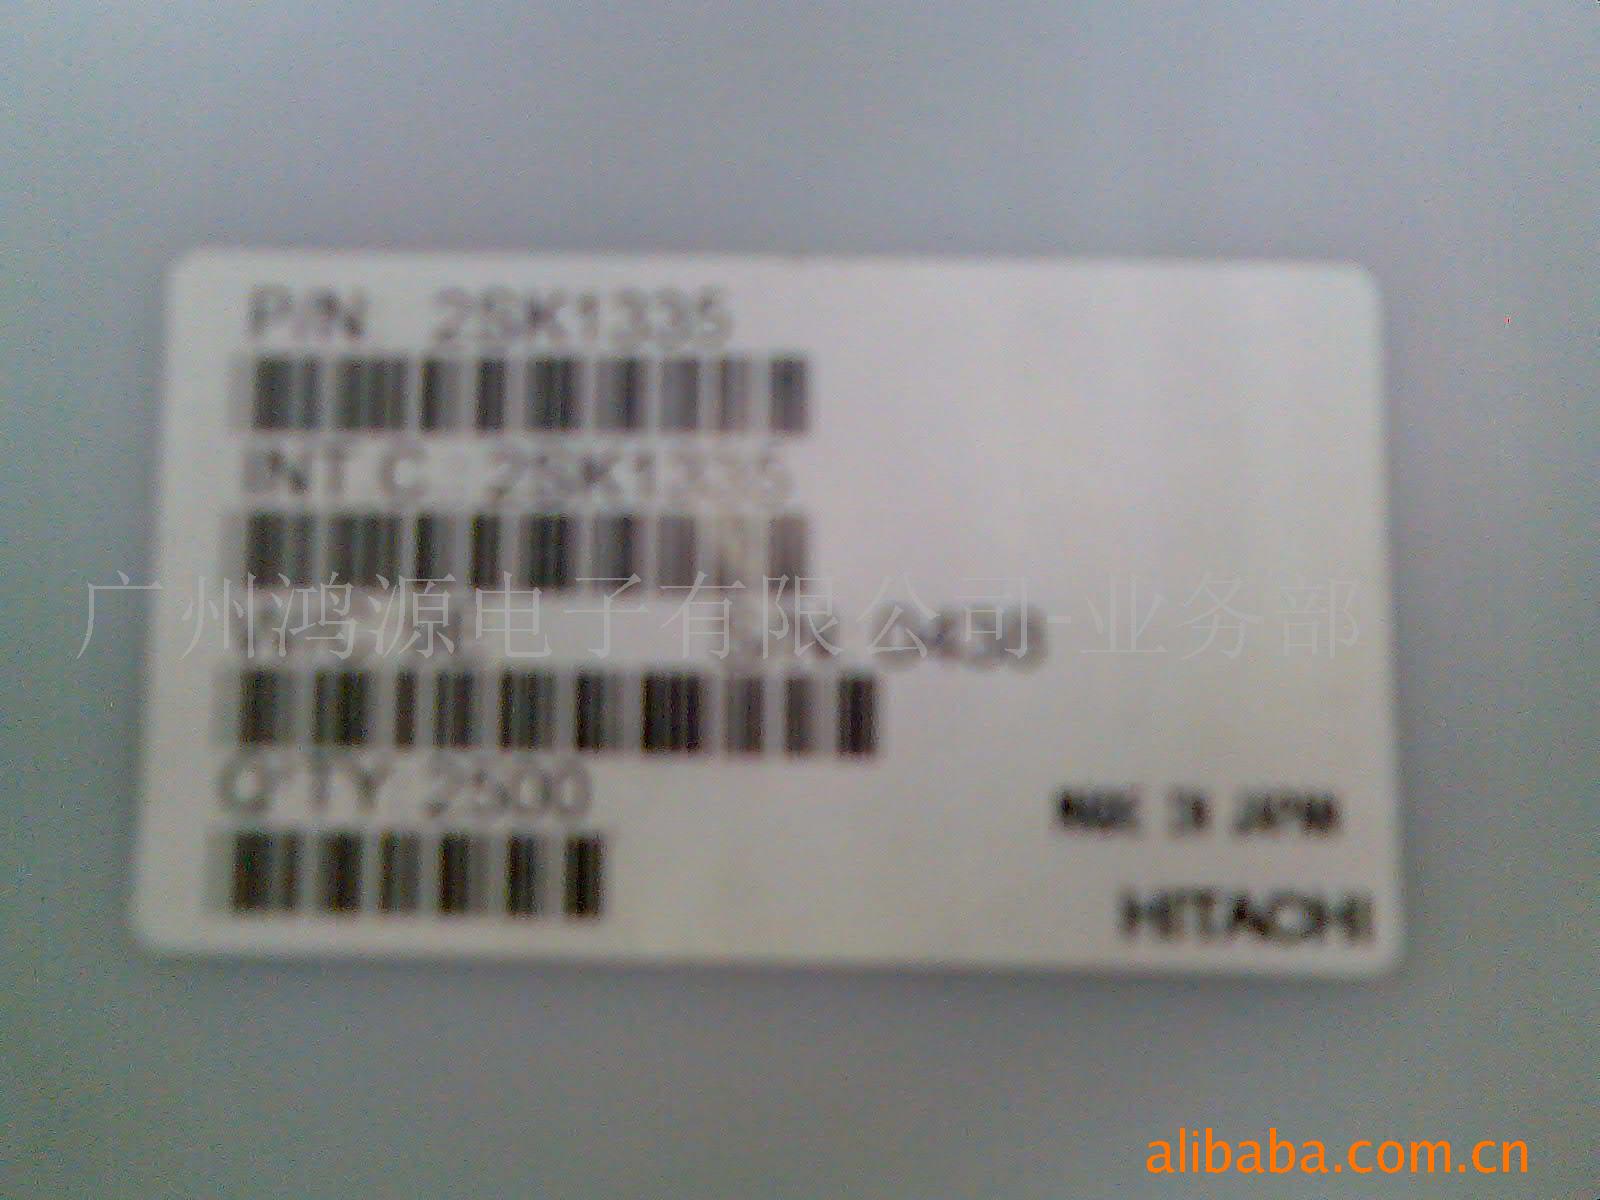 P/N 2SK1335
INT C 2SK1335
广州鸿源电子有限公司-业务部
Q'TY 2500
HITACHI
alibaba.com.cn